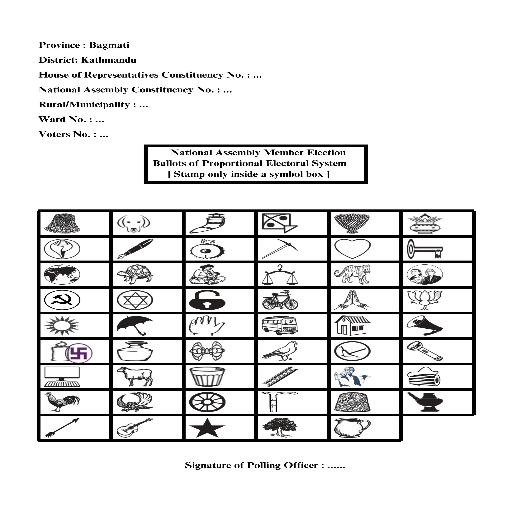 Province : Bagmati
District: Kathmandu
House of Representatives Constituency No. : ...
National Assembly Constituency No. : ...
Rural/Municipality : ...
Ward No. : ...
Voters No. : ...
National Assembly Member Election
Ballots of Proportional Electoral System
[ Stamp only inside a symbol box ]
Signature of Polling Officer : ......